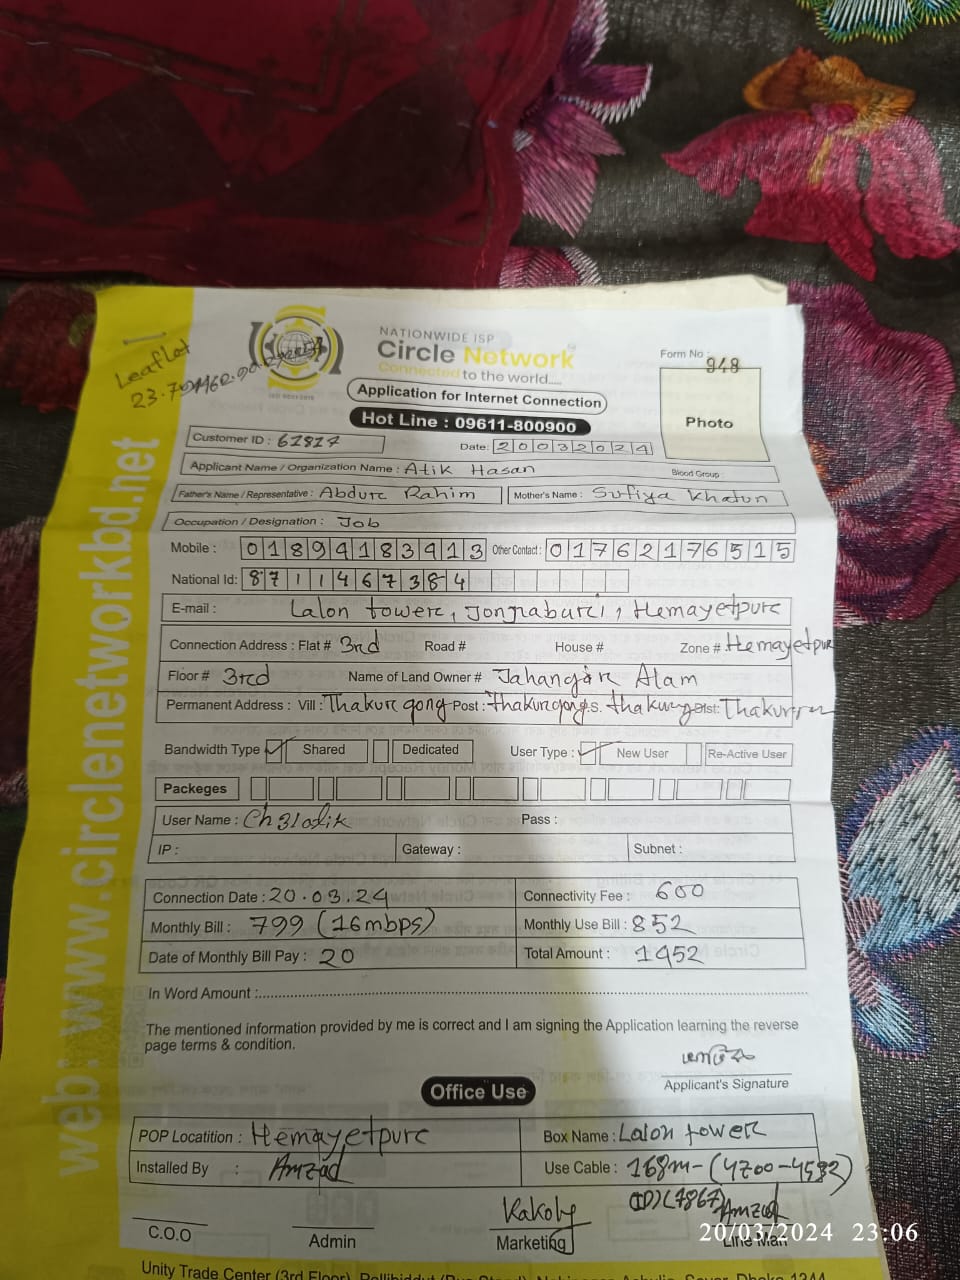 NATIONWIDE ISP
Circle Network
Connected to the world.....
Application for Internet Connection
Hot Line : 09611-800900
Form No : 948
Photo
Leaflet
web: www.circlenetworkbd.net
Customer ID : 61817
Date: 20032024
Applicant Name / Organization Name : Atik Hasan
Blood Group :
Father's Name / Representative : Abdur Rahim Mother's Name : Sufiya Khatun
Occupation / Designation : Job
Mobile : 01894183913 Other Contact : 01762176515
National Id: 8711467384
E-mail : Lalon tower, Hemayetpur
Connection Address : Flat # 3rd Road # House # Zone # Hemayetpur
Floor # 3rd Name of Land Owner # Jahangir Alam
Permanent Address : Vill : Thakur gong Post : Thakurgong P.S. Dist:
Bandwidth Type ✓ Shared Dedicated User Type : ✓ New User Re-Active User
Packeges
User Name : Pass :
IP : Gateway : Subnet :
Connection Date : 20.03.24 Connectivity Fee : 600
Monthly Bill : 799 (16mbps) Monthly Use Bill : 852
Date of Monthly Bill Pay : 20 Total Amount : 1452
In Word Amount :
The mentioned information provided by me is correct and I am signing the Application learning the reverse
page terms & condition.
Applicant's Signature
Office Use
POP Locatition : Hemayetpur Box Name : Lalon tower
Installed By : Amzad Use Cable : 168m-(4700-4532)
(7867)
Kakoly Amzad
C.O.O Admin Marketing Line Man
20/03/2024 23:06
Unity Trade Center (3rd Floor)